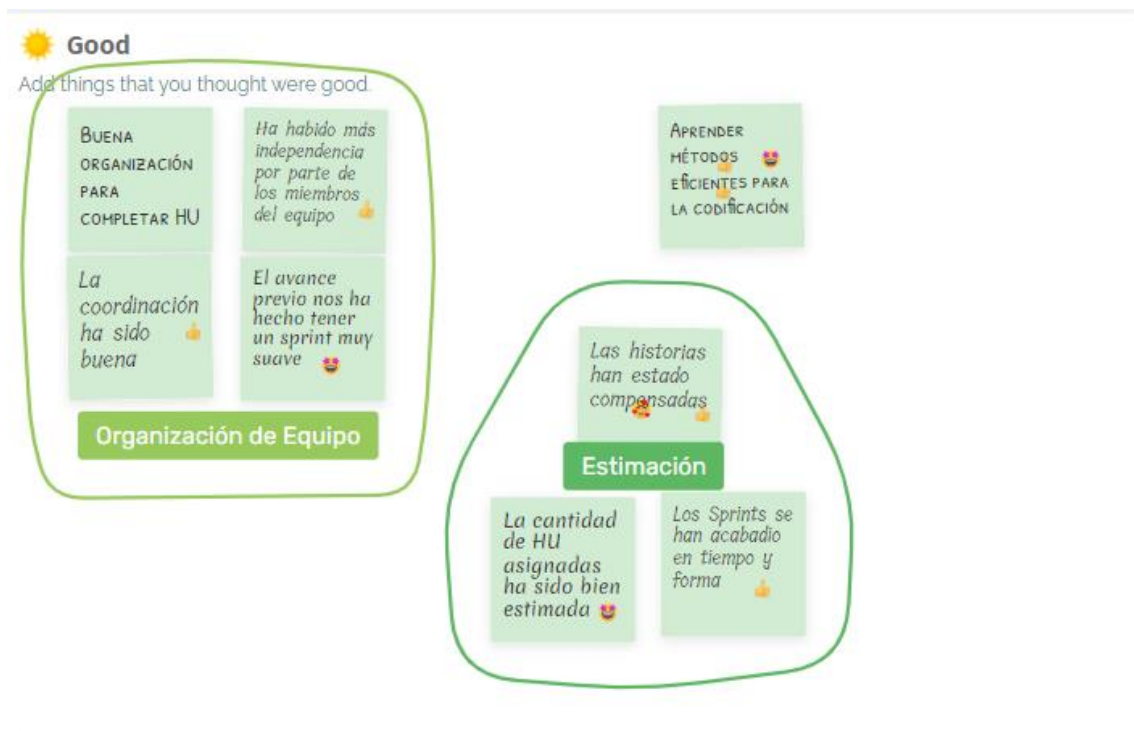 Good
Add things that you thought were good.
BUENA
ORGANIZACIÓN
PARA
COMPLETAR HU
Ha habido más
independencia
por parte de
los miembros
del equipo
La
coordinación
ha sido
buena
El avance
previo nos ha
hecho tener
un sprint muy
suave
Organización de Equipo
APRENDER
MÉTODOS
EfICIENTES PARA
LA CODIfICACIÓN
Las historias
han estado
compensadas
Estimación
La cantidad
de HU
asignadas
ha sido bien
estimada
Los Sprints se
han acabadio
en tiempo y
forma